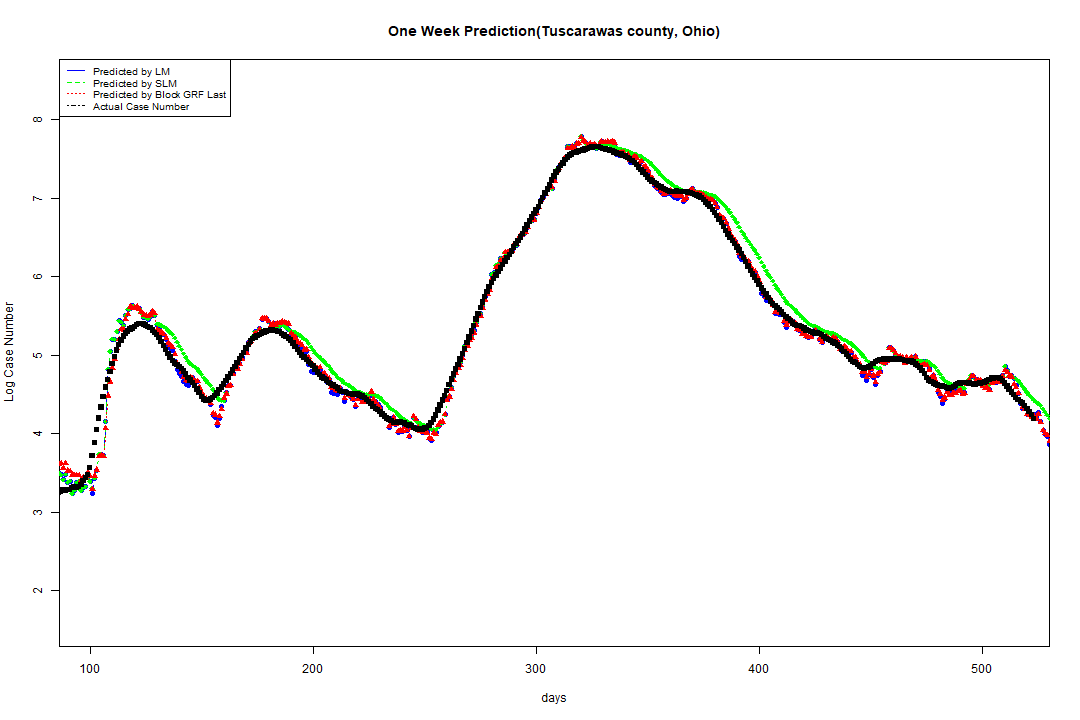 One Week Prediction(Tuscarawas county, Ohio)
Predicted by LM
Predicted by SLM
Predicted by Block GRF Last
Actual Case Number
8
7
6
5
4
3
2
Log Case Number
100 200 300 400 500
days